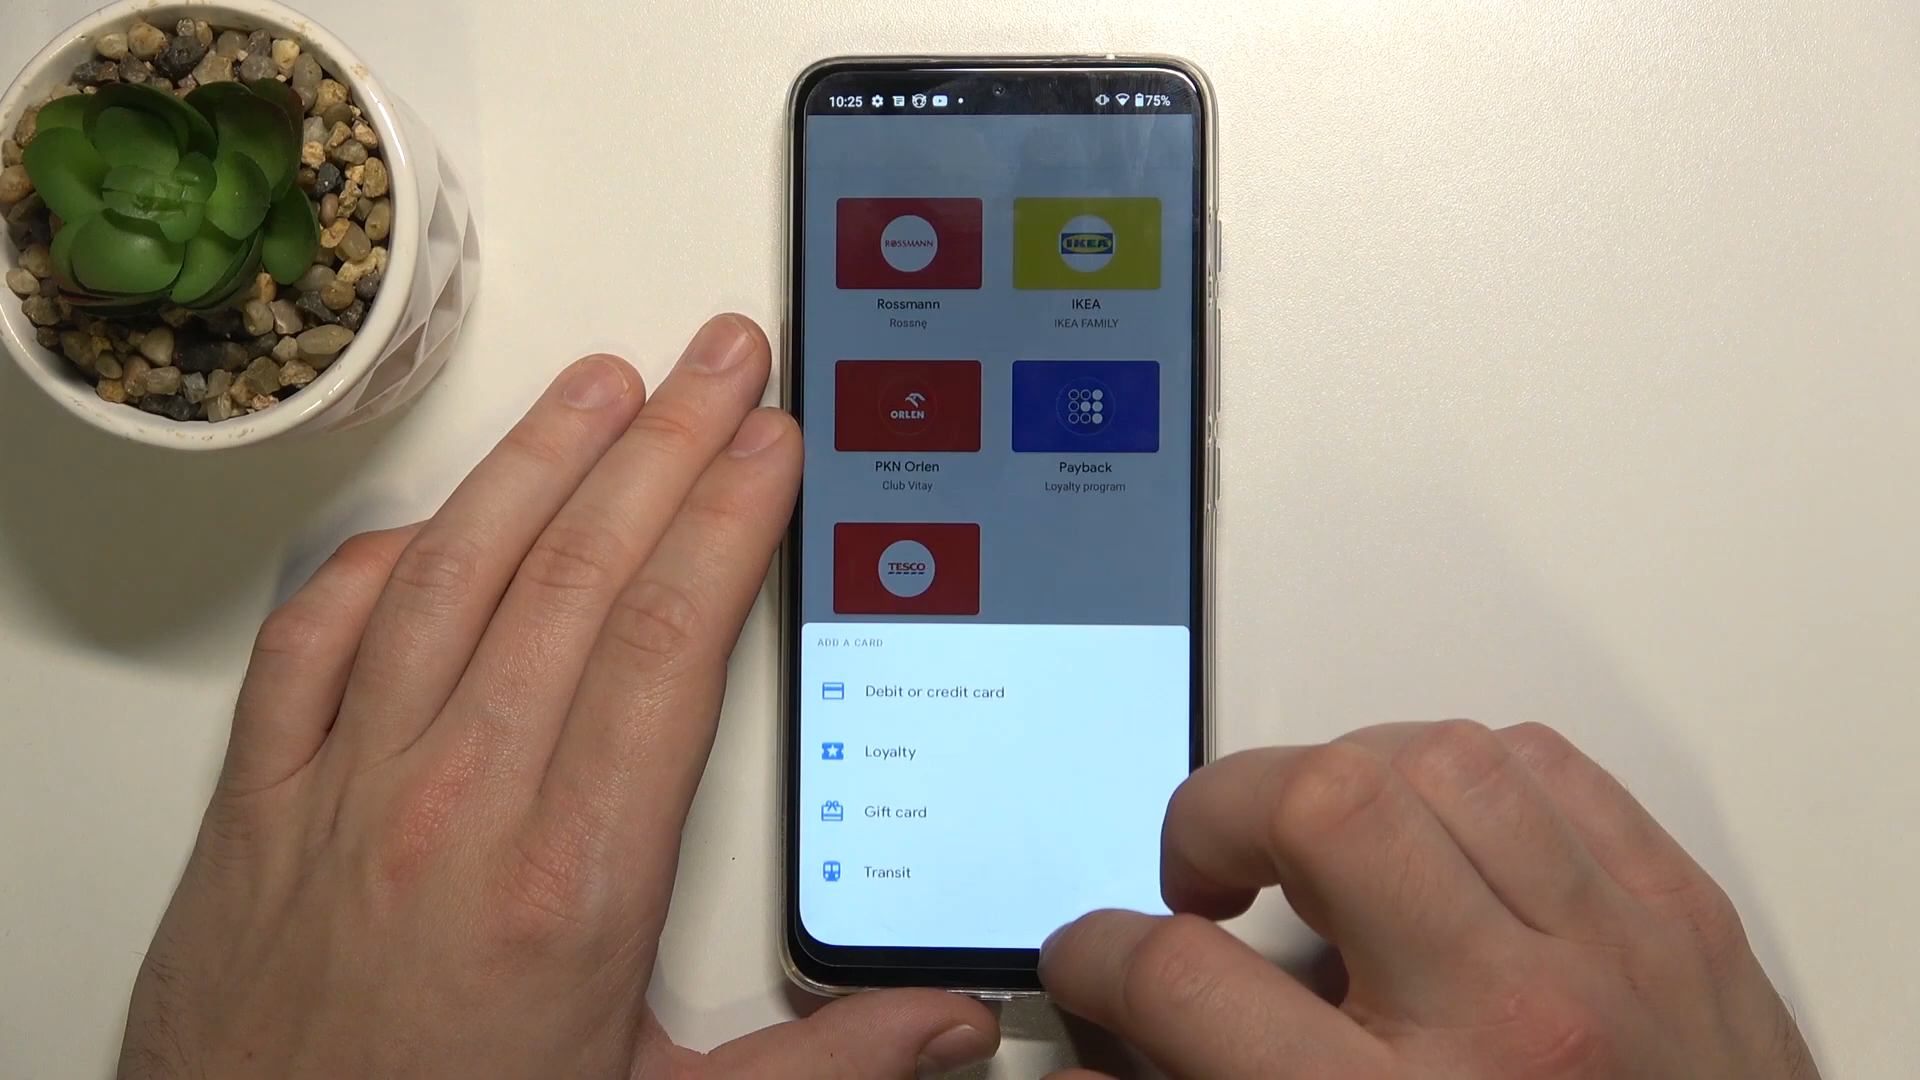 10:25
75%
ROSSMANN
IKEA
Rossmann
IKEA
Rossnę
IKEA FAMILY
ORLEN
PKN Orlen
Payback
Club Vitay
Loyalty program
TESCO
ADD A CARD
Debit or credit card
Loyalty
Gift card
Transit